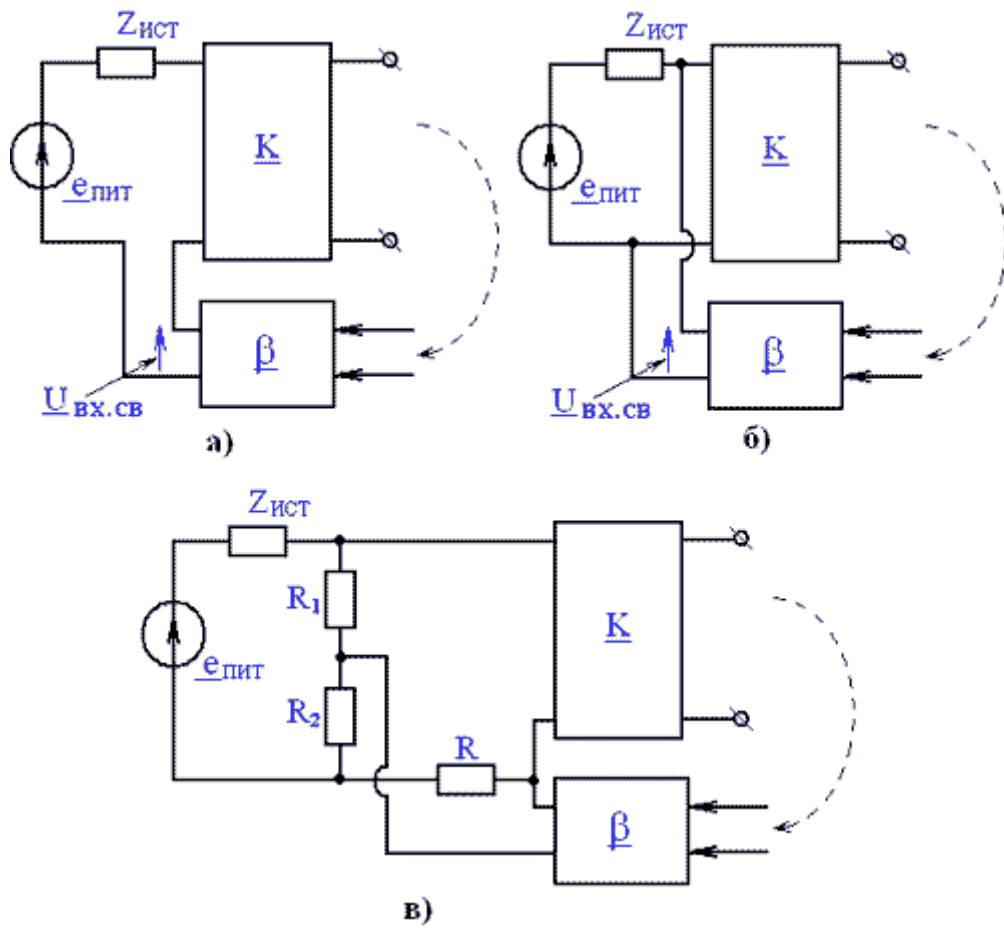 Zист Zист
K K
eпит eпит
β β
Uвх.св Uвх.св
а) б)
Zист
R1
K
eпит
R2
R
β
в)